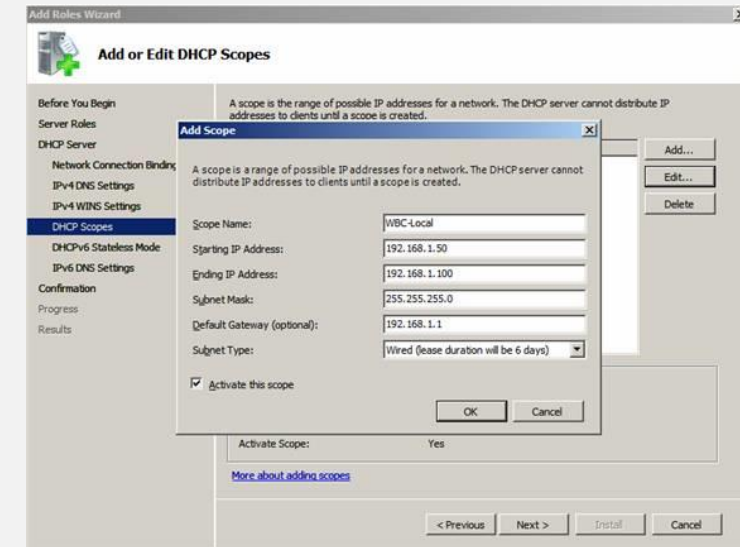 Add Roles Wizard
Add or Edit DHCP Scopes
Before You Begin
Server Roles
DHCP Server
Network Connection Binding
IPv4 DNS Settings
IPv4 WINS Settings
DHCP Scopes
DHCPv6 Stateless Mode
IPv6 DNS Settings
Confirmation
Progress
Results
A scope is the range of possible IP addresses for a network. The DHCP server cannot distribute IP
addresses to clients until a scope is created.
Add...
Edit...
Delete
Add Scope
A scope is a range of possible IP addresses for a network. The DHCP server cannot
distribute IP addresses to clients until a scope is created.
Scope Name: WBC-Local
Starting IP Address: 192.168.1.50
Ending IP Address: 192.168.1.100
Subnet Mask: 255.255.255.0
Default Gateway (optional): 192.168.1.1
Subnet Type: Wired (lease duration will be 6 days)
Activate this scope
OK Cancel
Activate Scope: Yes
More about adding scopes
< Previous Next > Install Cancel